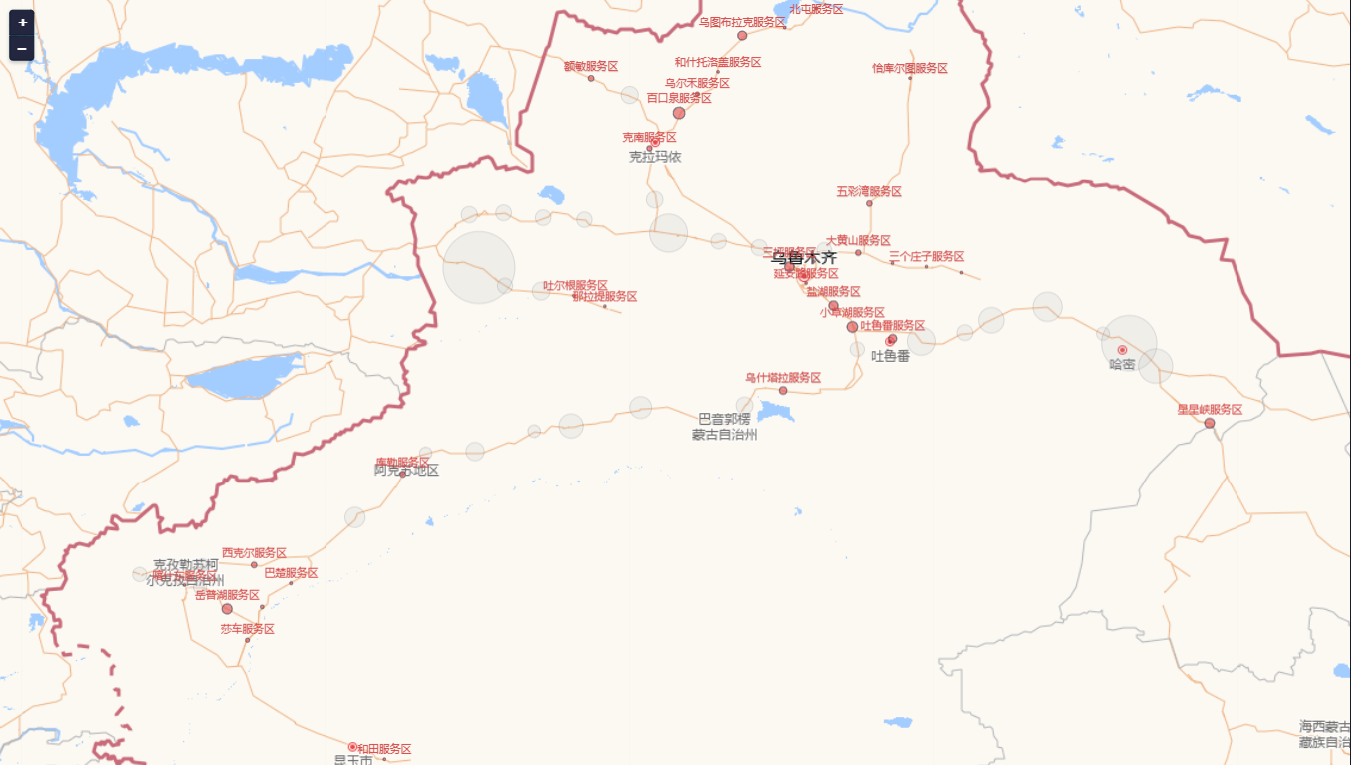 +
−
北屯服务区
乌图布拉克服务区
和什托洛盖服务区
额敏服务区
恰库尔图服务区
乌尔禾服务区
百口泉服务区
克南服务区
克拉玛依
五彩湾服务区
大黄山服务区
三坪服务区
乌鲁木齐
三个庄子服务区
延安路服务区
吐尔根服务区
那拉提服务区
盐湖服务区
小草湖服务区
吐鲁番服务区
吐鲁番
哈密
乌什塔拉服务区
星星峡服务区
巴音郭楞
蒙古自治州
库勒服务区
阿克苏地区
西克尔服务区
克孜勒苏柯
尔克孜自治州
巴楚服务区
岳普湖服务区
莎车服务区
海西蒙古
藏族自治
和田服务区
昆玉市